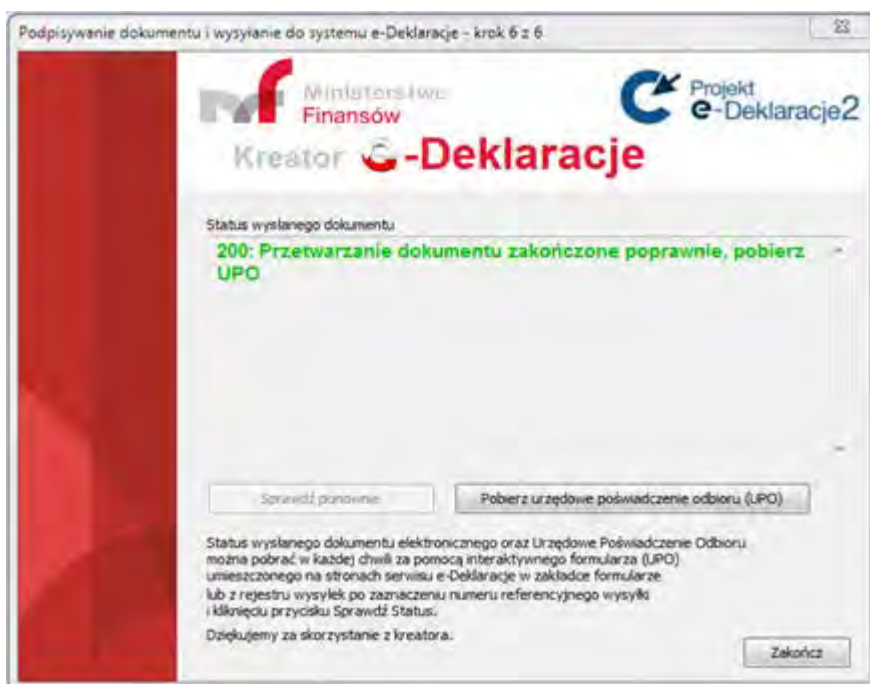 Podpisywanie dokumentu i wysyłanie do systemu e-Deklaracje - krok 6 z 6
Ministerstwo
Finansów
Projekt
e-Deklaracje2
Kreator e-Deklaracje
Status wysłanego dokumentu
200: Przetwarzanie dokumentu zakończone poprawnie, pobierz
UPO
Sprawdź ponownie
Pobierz urzędowe poświadczenie odbioru (UPO)
Status wysłanego dokumentu elektronicznego oraz Urzędowe Poświadczenie Odbioru
można pobrać w każdej chwili za pomocą interaktywnego formularza (UPO)
umieszczonego na stronach serwisu e-Deklaracje w zakładce formularze
lub z rejestru wysyłek po zaznaczeniu numeru referencyjnego wysyłki
i kliknięciu przycisku Sprawdź Status.
Dziękujemy za skorzystanie z kreatora.
Zakończ